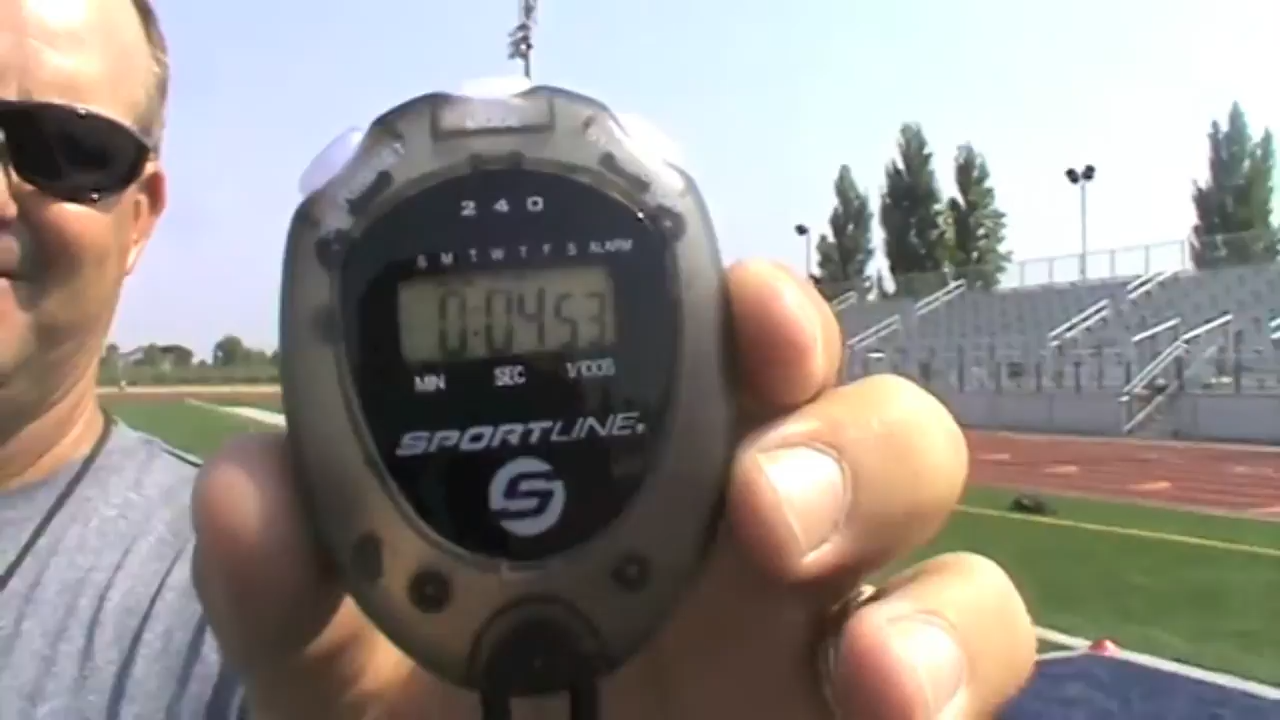 240
S M T W T F S ALARM
0:04 53
MIN SEC 1/100S
SPORTLINE
S